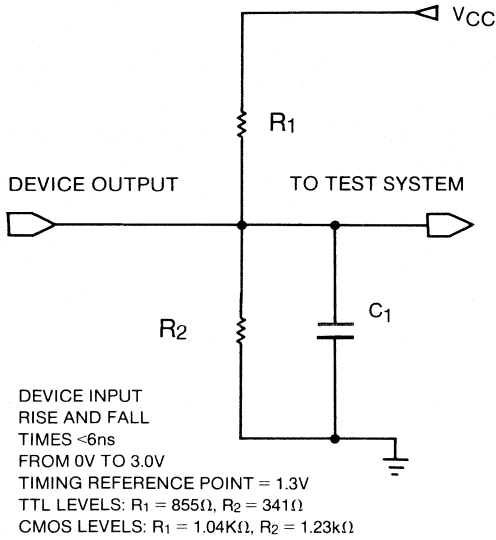 VCC
R1
DEVICE OUTPUT
TO TEST SYSTEM
R2
C1
DEVICE INPUT
RISE AND FALL
TIMES <6ns
FROM 0V TO 3.0V
TIMING REFERENCE POINT = 1.3V
TTL LEVELS: R1 = 855Ω, R2 = 341Ω
CMOS LEVELS: R1 = 1.04KΩ, R2 = 1.23kΩ